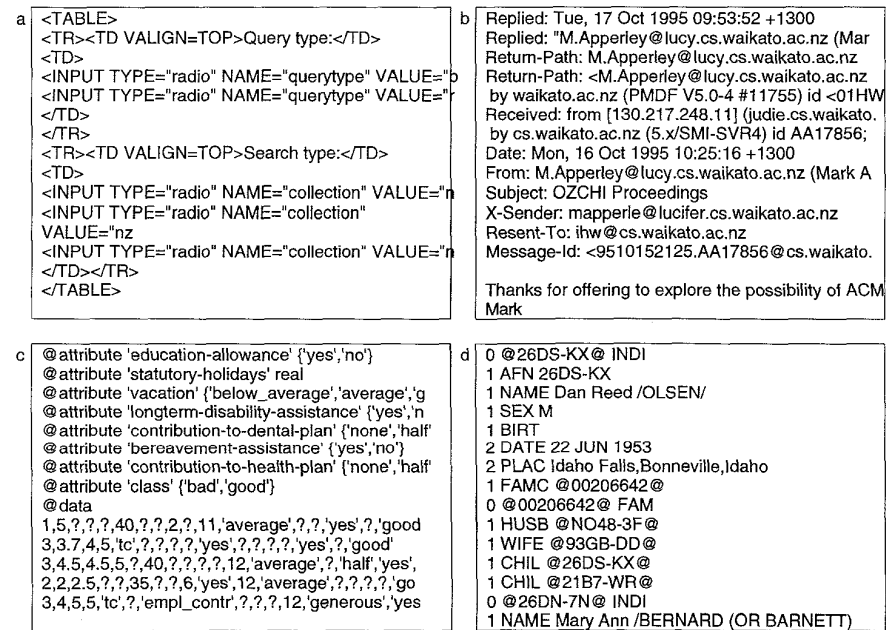 a
<TABLE>
<TR><TD VALIGN=TOP>Query type:</TD>
<TD>
<INPUT TYPE="radio" NAME="querytype" VALUE="b
<INPUT TYPE="radio" NAME="querytype" VALUE="r
</TD>
</TR>
<TR><TD VALIGN=TOP>Search type:</TD>
<TD>
<INPUT TYPE="radio" NAME="collection" VALUE="n
<INPUT TYPE="radio" NAME="collection"
VALUE="nz
<INPUT TYPE="radio" NAME="collection" VALUE="n
</TD></TR>
</TABLE>
b
Replied: Tue, 17 Oct 1995 09:53:52 +1300
Replied: "M.Apperley@lucy.cs.waikato.ac.nz (Mar
Return-Path: M.Apperley@lucy.cs.waikato.ac.nz
Return-Path: <M.Apperley@lucy.cs.waikato.ac.nz
by waikato.ac.nz (PMDF V5.0-4 #11755) id <01HW
Received: from [130.217.248.11] (judie.cs.waikato.
by cs.waikato.ac.nz (5.x/SMI-SVR4) id AA17856;
Date: Mon, 16 Oct 1995 10:25:16 +1300
From: M.Apperley@lucy.cs.waikato.ac.nz (Mark A
Subject: OZCHI Proceedings
X-Sender: mapperle@lucifer.cs.waikato.ac.nz
Resent-To: ihw@cs.waikato.ac.nz
Message-Id: <9510152125.AA17856@cs.waikato.
Thanks for offering to explore the possibility of ACM
Mark
c
@attribute 'education-allowance' {'yes','no'}
@attribute 'statutory-holidays' real
@attribute 'vacation' {'below_average','average','g
@attribute 'longterm-disability-assistance' {'yes','n
@attribute 'contribution-to-dental-plan' {'none','half'
@attribute 'bereavement-assistance' {'yes','no'}
@attribute 'contribution-to-health-plan' {'none','half'
@attribute 'class' {'bad','good'}
@data
1,5,?,?,?,40,?,?,2,?,11,'average',?,?,'yes',?,'good
3,3.7,4,5,'tc',?,?,?,?,'yes',?,?,?,?,'yes',?,'good'
3,4.5,4.5,5,?,40,?,?,?,?,12,'average',?,'half','yes',
2,2,2.5,?,?,35,?,?,6,'yes',12,'average',?,?,?,?,'go
3,4,5,5,'tc',?,'empl_contr',?,?,?,12,'generous','yes
d
0 @26DS-KX@ INDI
1 AFN 26DS-KX
1 NAME Dan Reed /OLSEN/
1 SEX M
1 BIRT
2 DATE 22 JUN 1953
2 PLAC Idaho Falls,Bonneville,Idaho
1 FAMC @00206642@
0 @00206642@ FAM
1 HUSB @NO48-3F@
1 WIFE @93GB-DD@
1 CHIL @26DS-KX@
1 CHIL @21B7-WR@
0 @26DN-7N@ INDI
1 NAME Mary Ann /BERNARD (OR BARNETT)